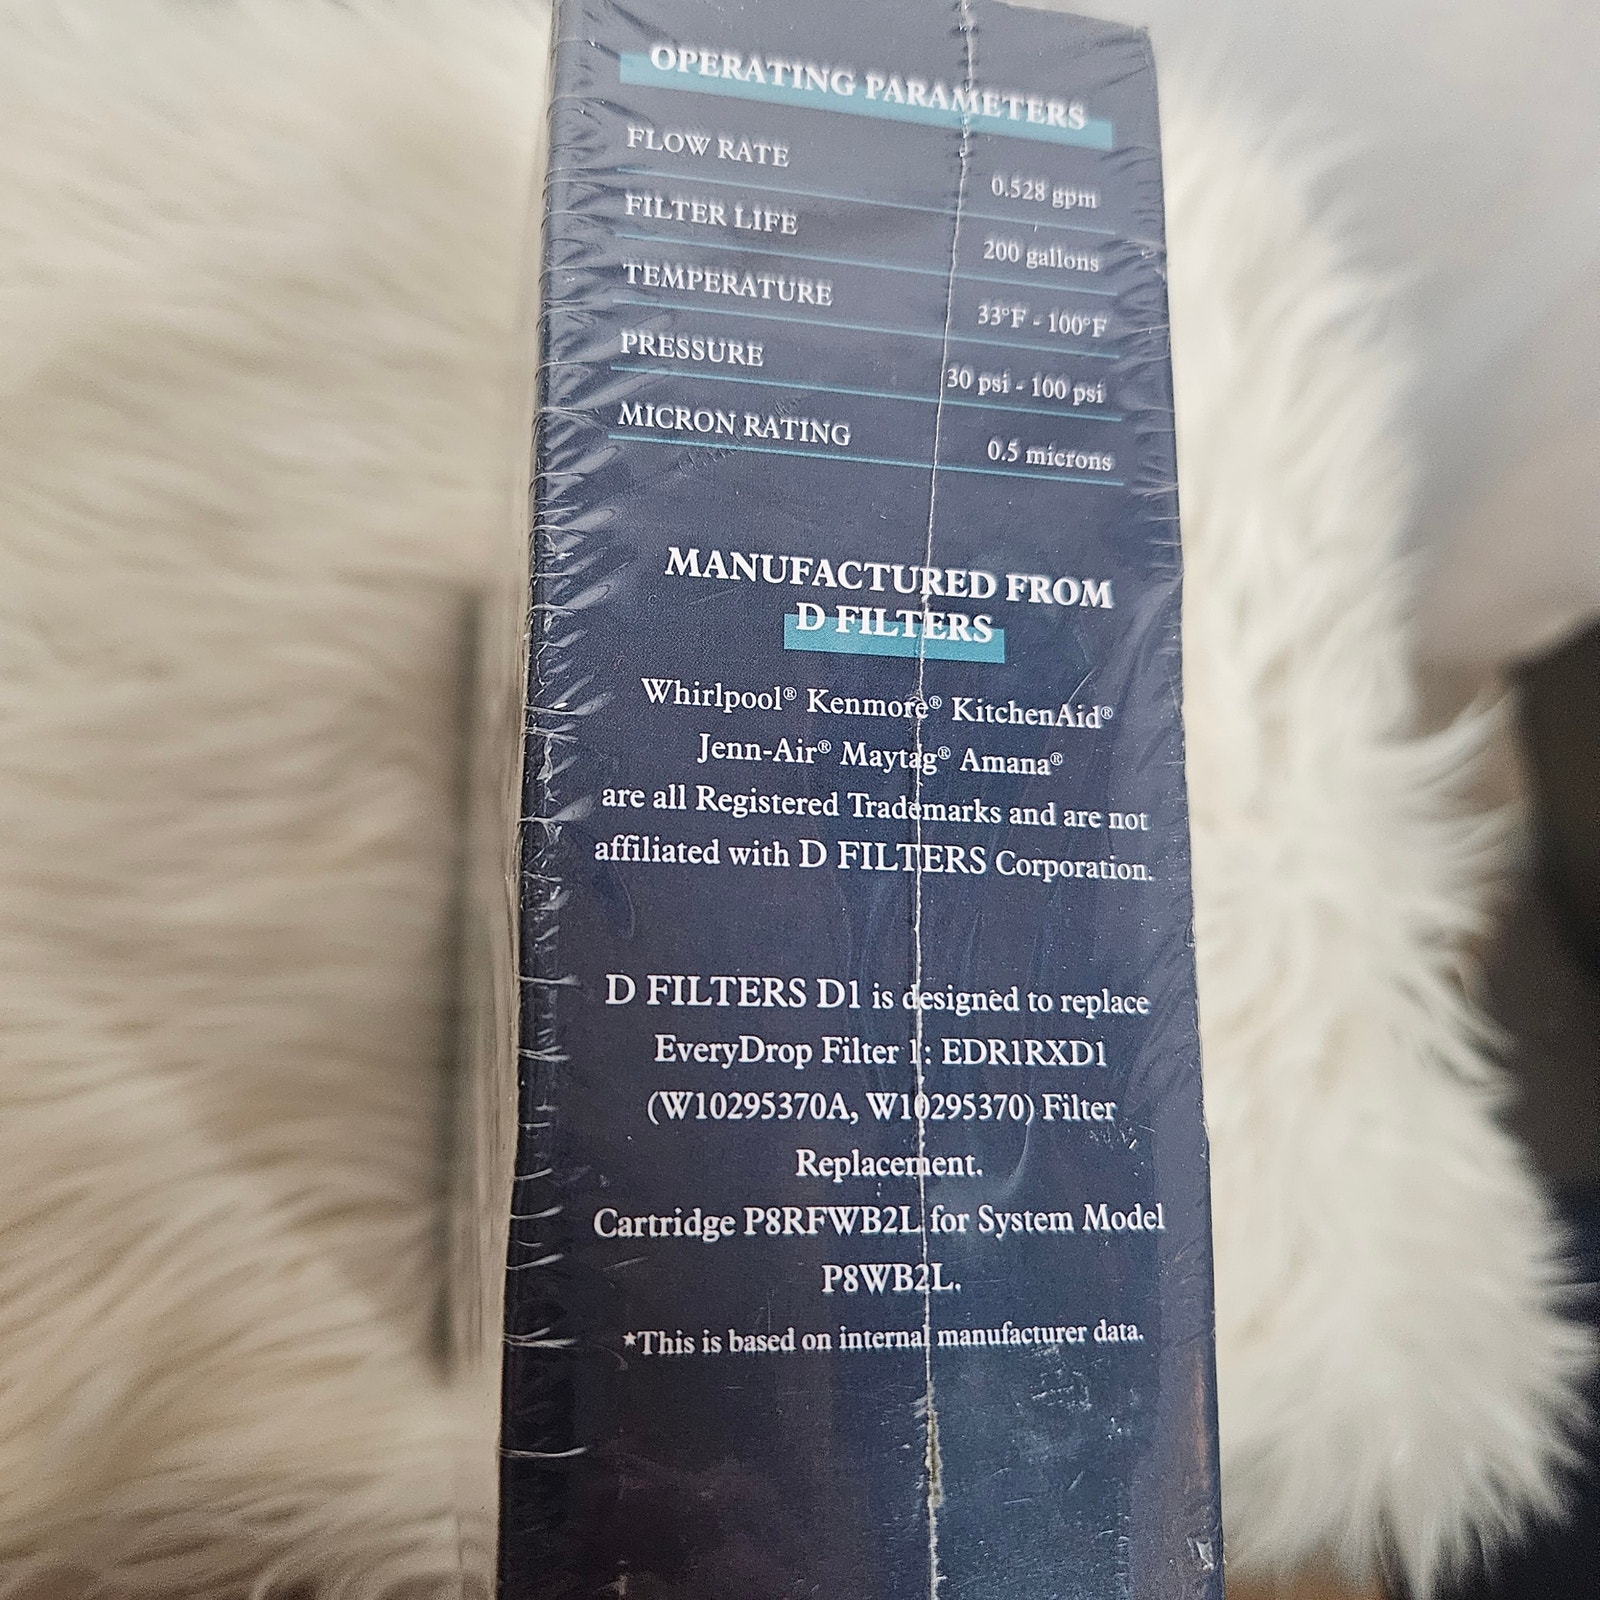 OPERATING PARAMETERS
FLOW RATE 0.528 gpm
FILTER LIFE 200 gallons
TEMPERATURE 33°F - 100°F
PRESSURE 30 psi - 100 psi
MICRON RATING 0.5 microns
MANUFACTURED FROM
D FILTERS
Whirlpool® Kenmore® KitchenAid®
Jenn-Air® Maytag® Amana®
are all Registered Trademarks and are not
affiliated with D FILTERS Corporation.
D FILTERS D1 is designed to replace
EveryDrop Filter 1: EDR1RXD1
(W10295370A, W10295370) Filter
Replacement.
Cartridge P8RFWB2L for System Model
P8WB2L.
*This is based on internal manufacturer data.